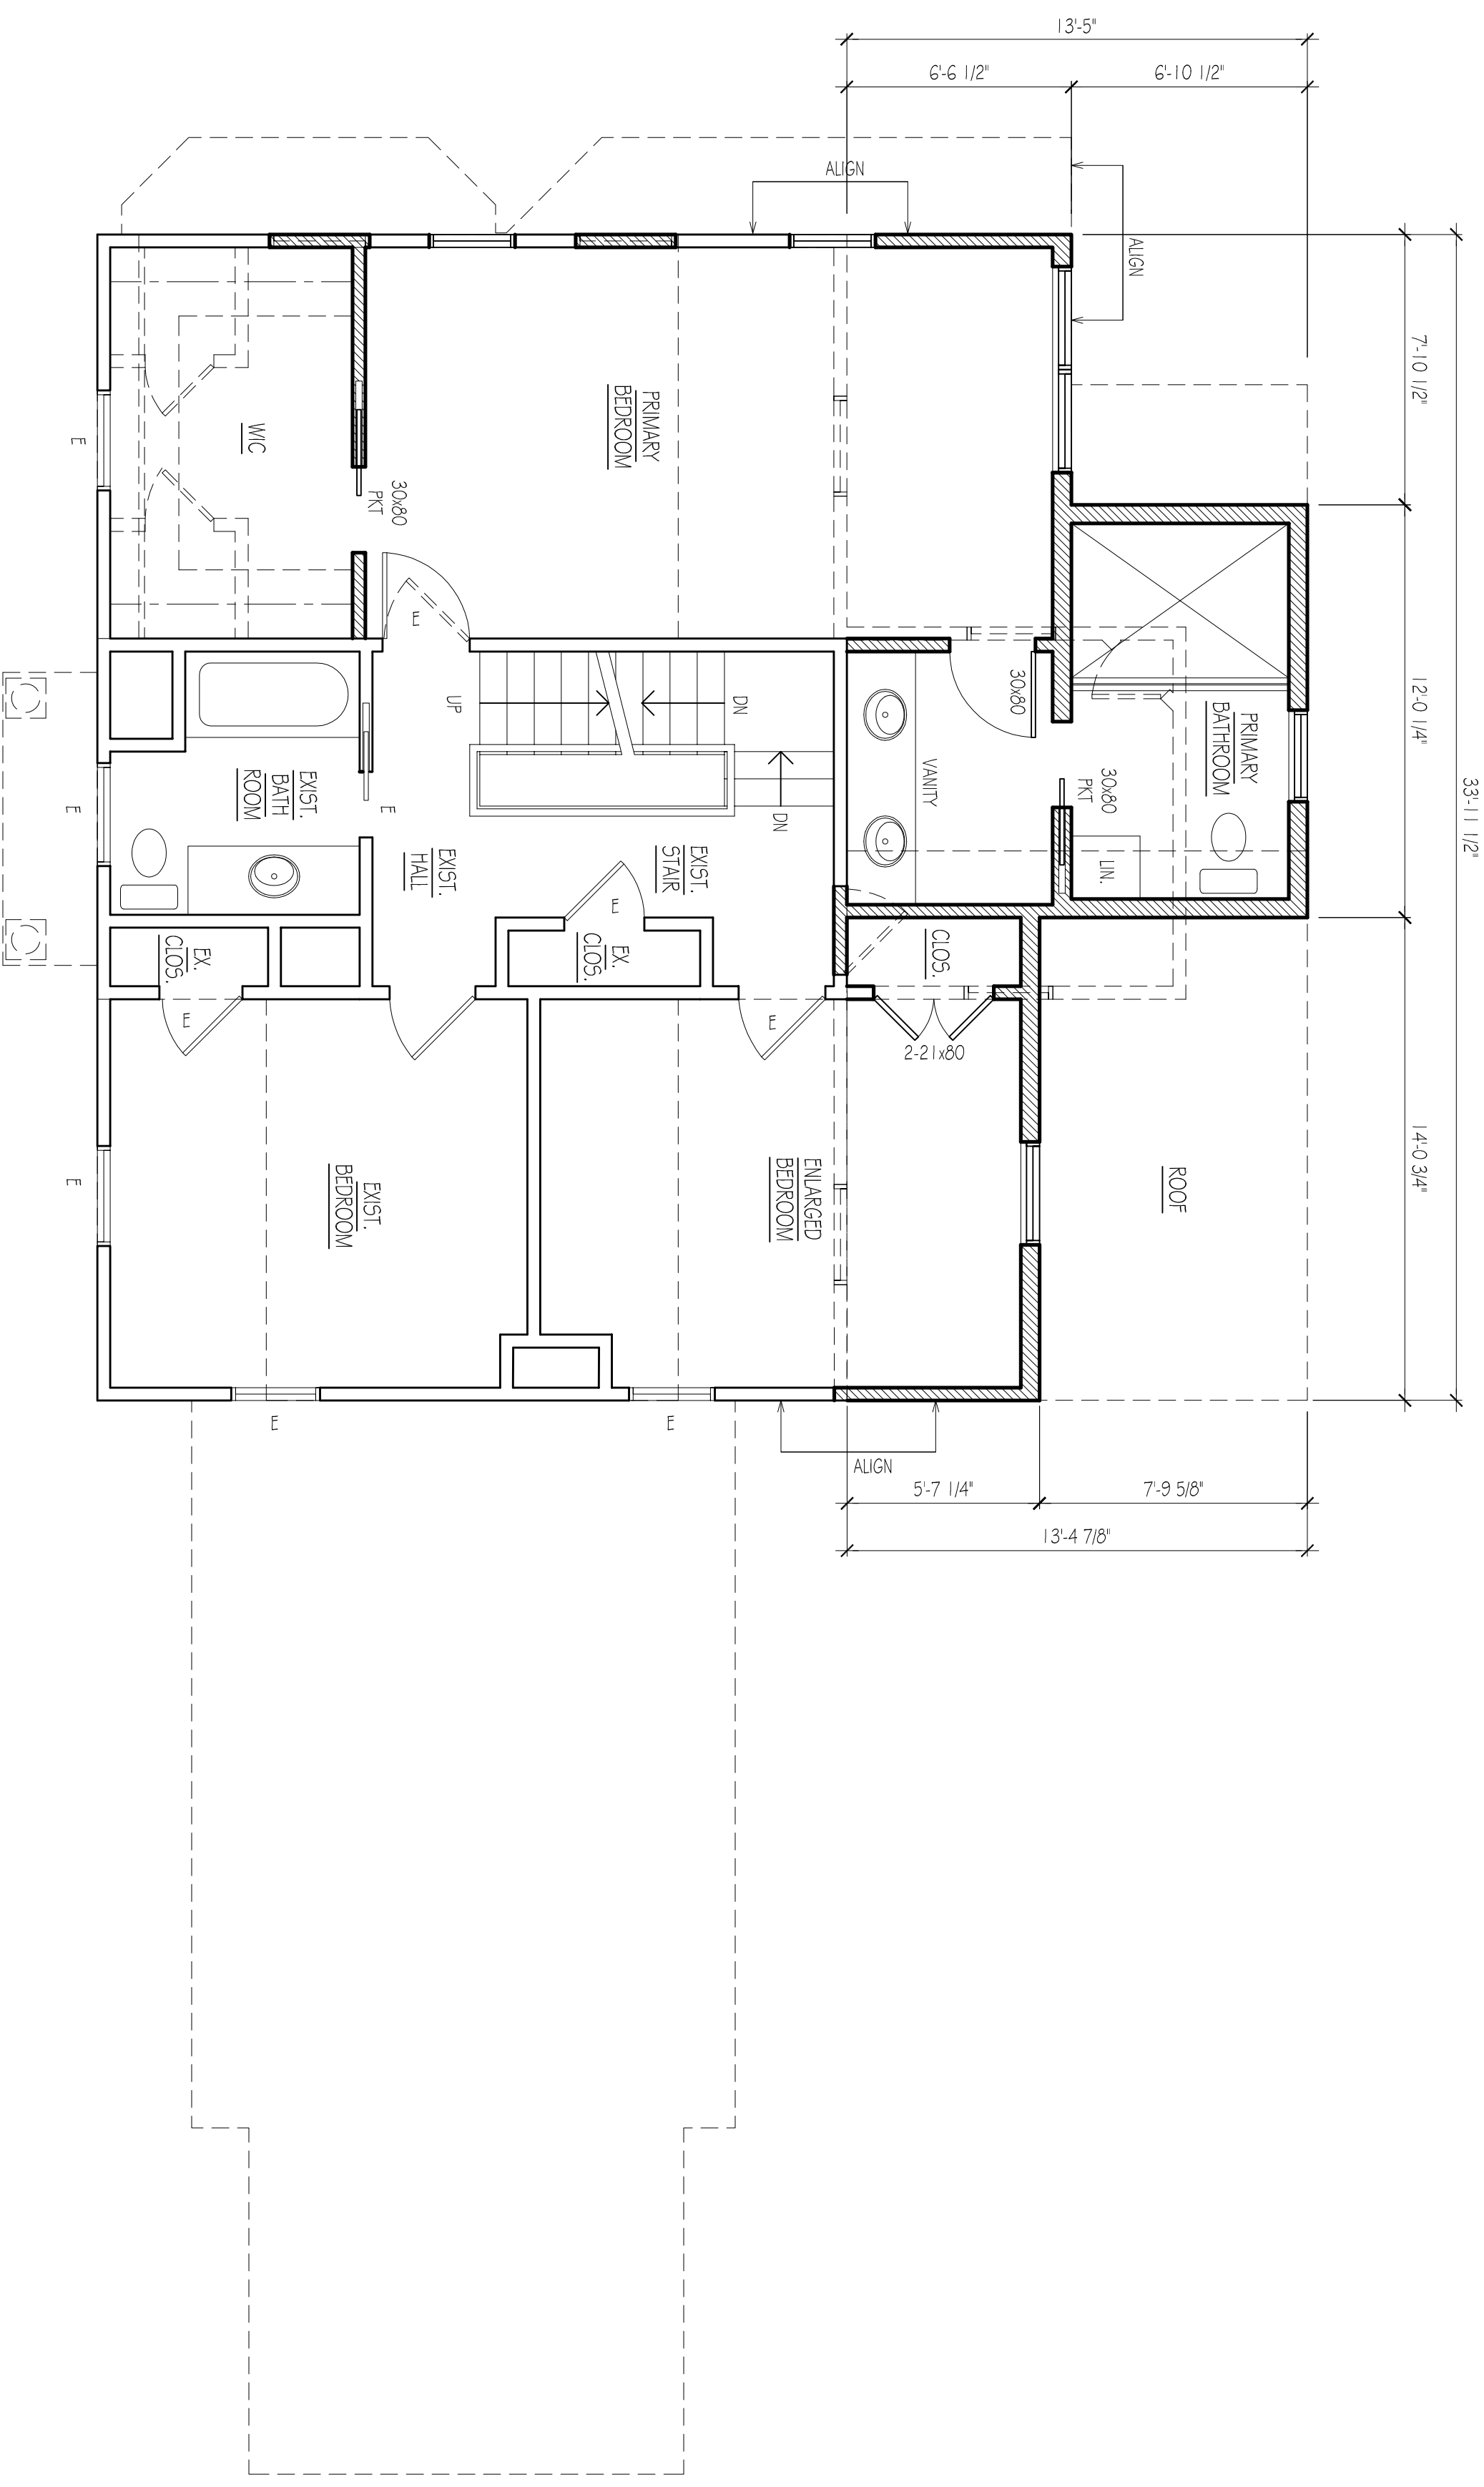 13'-5"
6'-6 1/2"
6'-10 1/2"
ALIGN
ALIGN
7'-10 1/2"
12'-0 1/4"
33'-11 1/2"
14'-0 3/4"
PRIMARY
BEDROOM
WIC
E
30x80
PKT
E
30x80
PRIMARY
BATHROOM
30x80
PKT
VANITY
LIN.
UP
DN
DN
EXIST.
BATH
ROOM
E
E
EXIST.
HALL
EXIST.
STAIR
E
EX.
CLOS.
EX.
CLOS.
E
CLOS.
2-21x80
E
EXIST.
BEDROOM
E
ENLARGED
BEDROOM
ROOF
E
E
ALIGN
5'-7 1/4"
7'-9 5/8"
13'-4 7/8"